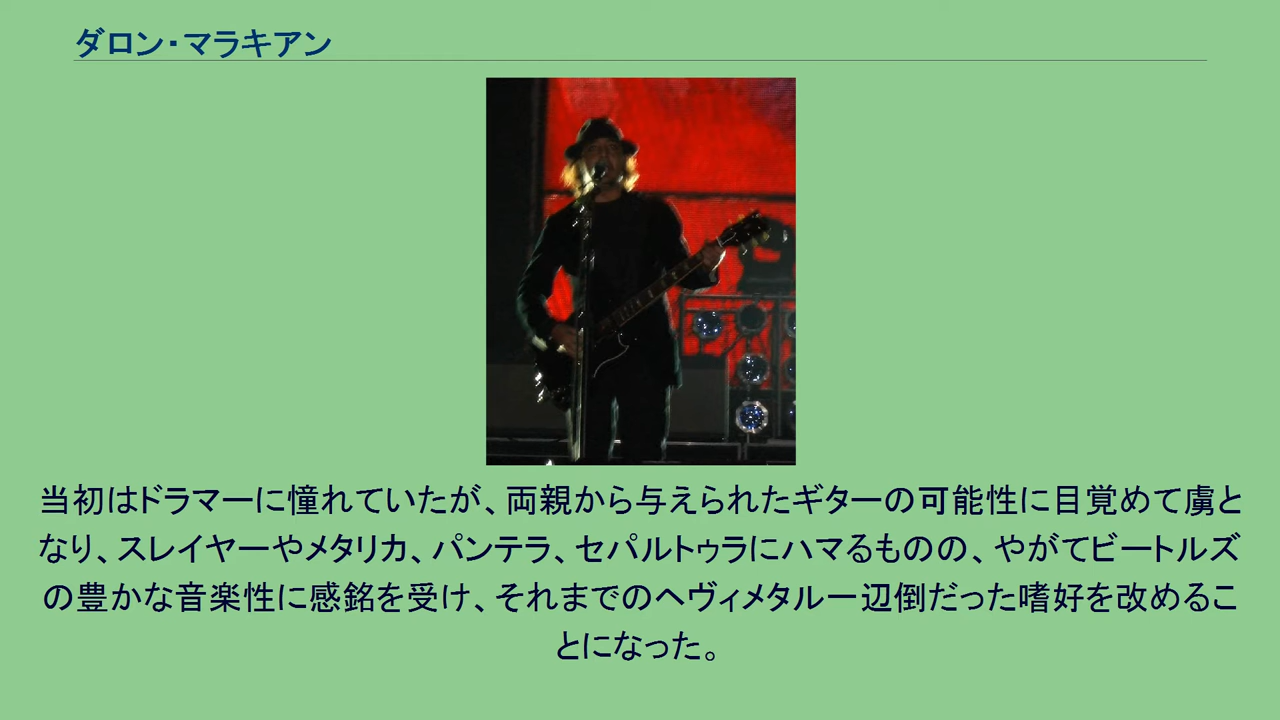 ダロン・マラキアン
当初はドラマーに憧れていたが、両親から与えられたギターの可能性に目覚めて虜と
なり、スレイヤーやメタリカ、パンテラ、セパルトゥラにハマるものの、やがてビートルズ
の豊かな音楽性に感銘を受け、それまでのヘヴィメタル一辺倒だった嗜好を改めるこ
とになった。